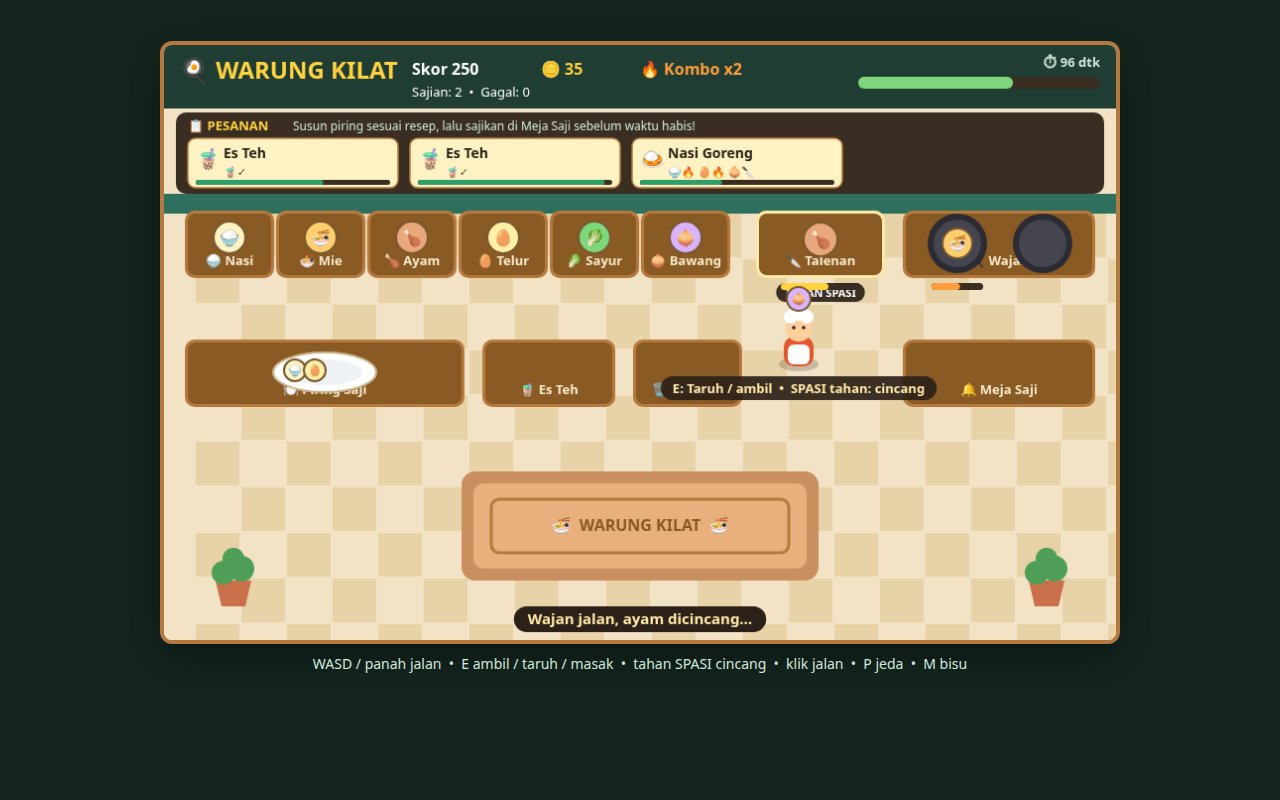 WARUNG KILAT
Skor 250
35
Kombo x2
96 dtk
Sajian: 2 • Gagal: 0
PESANAN
Susun piring sesuai resep, lalu sajikan di Meja Saji sebelum waktu habis!
Es Teh
Es Teh
Nasi Goreng
Nasi
Mie
Ayam
Telur
Sayur
Bawang
Talenan
SPASI
Es Teh
E: Taruh / ambil • SPASI tahan: cincang
Meja Saji
WARUNG KILAT
Wajan jalan, ayam dicincang...
WASD / panah jalan • E ambil / taruh / masak • tahan SPASI cincang • klik jalan • P jeda • M bisu